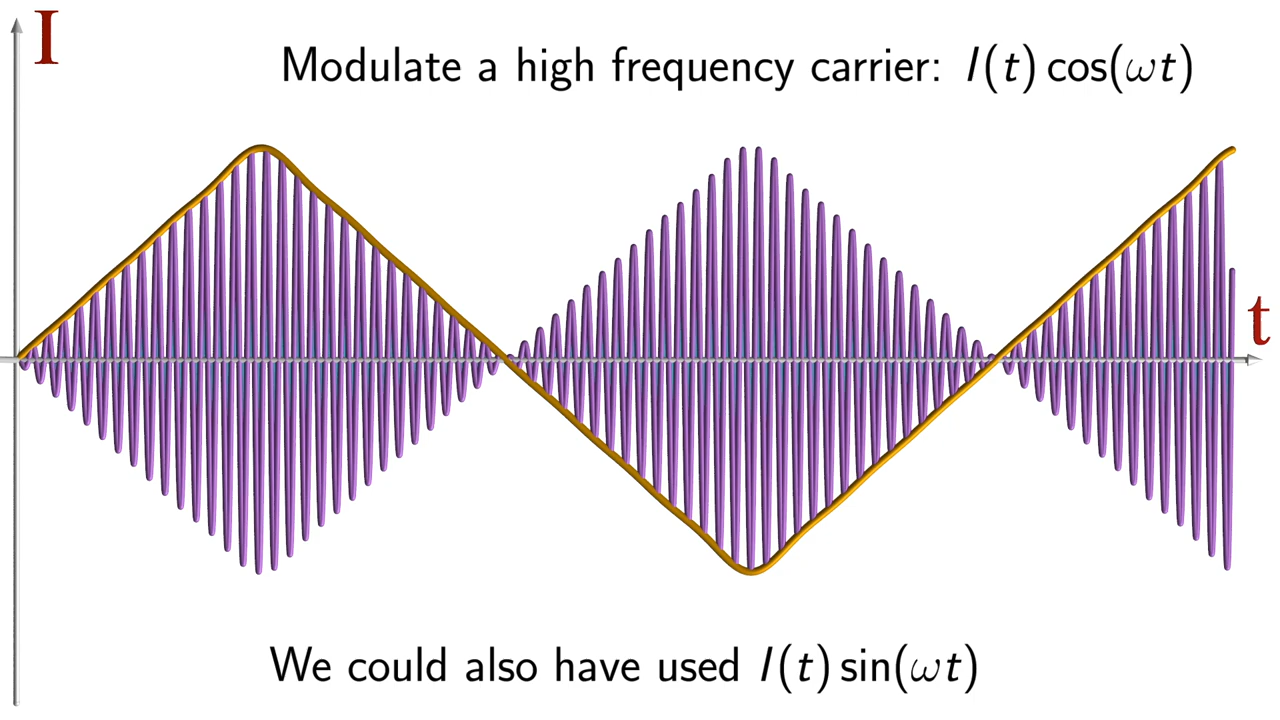 I
Modulate a high frequency carrier: I(t) cos(ωt)
t
We could also have used I(t) sin(ωt)